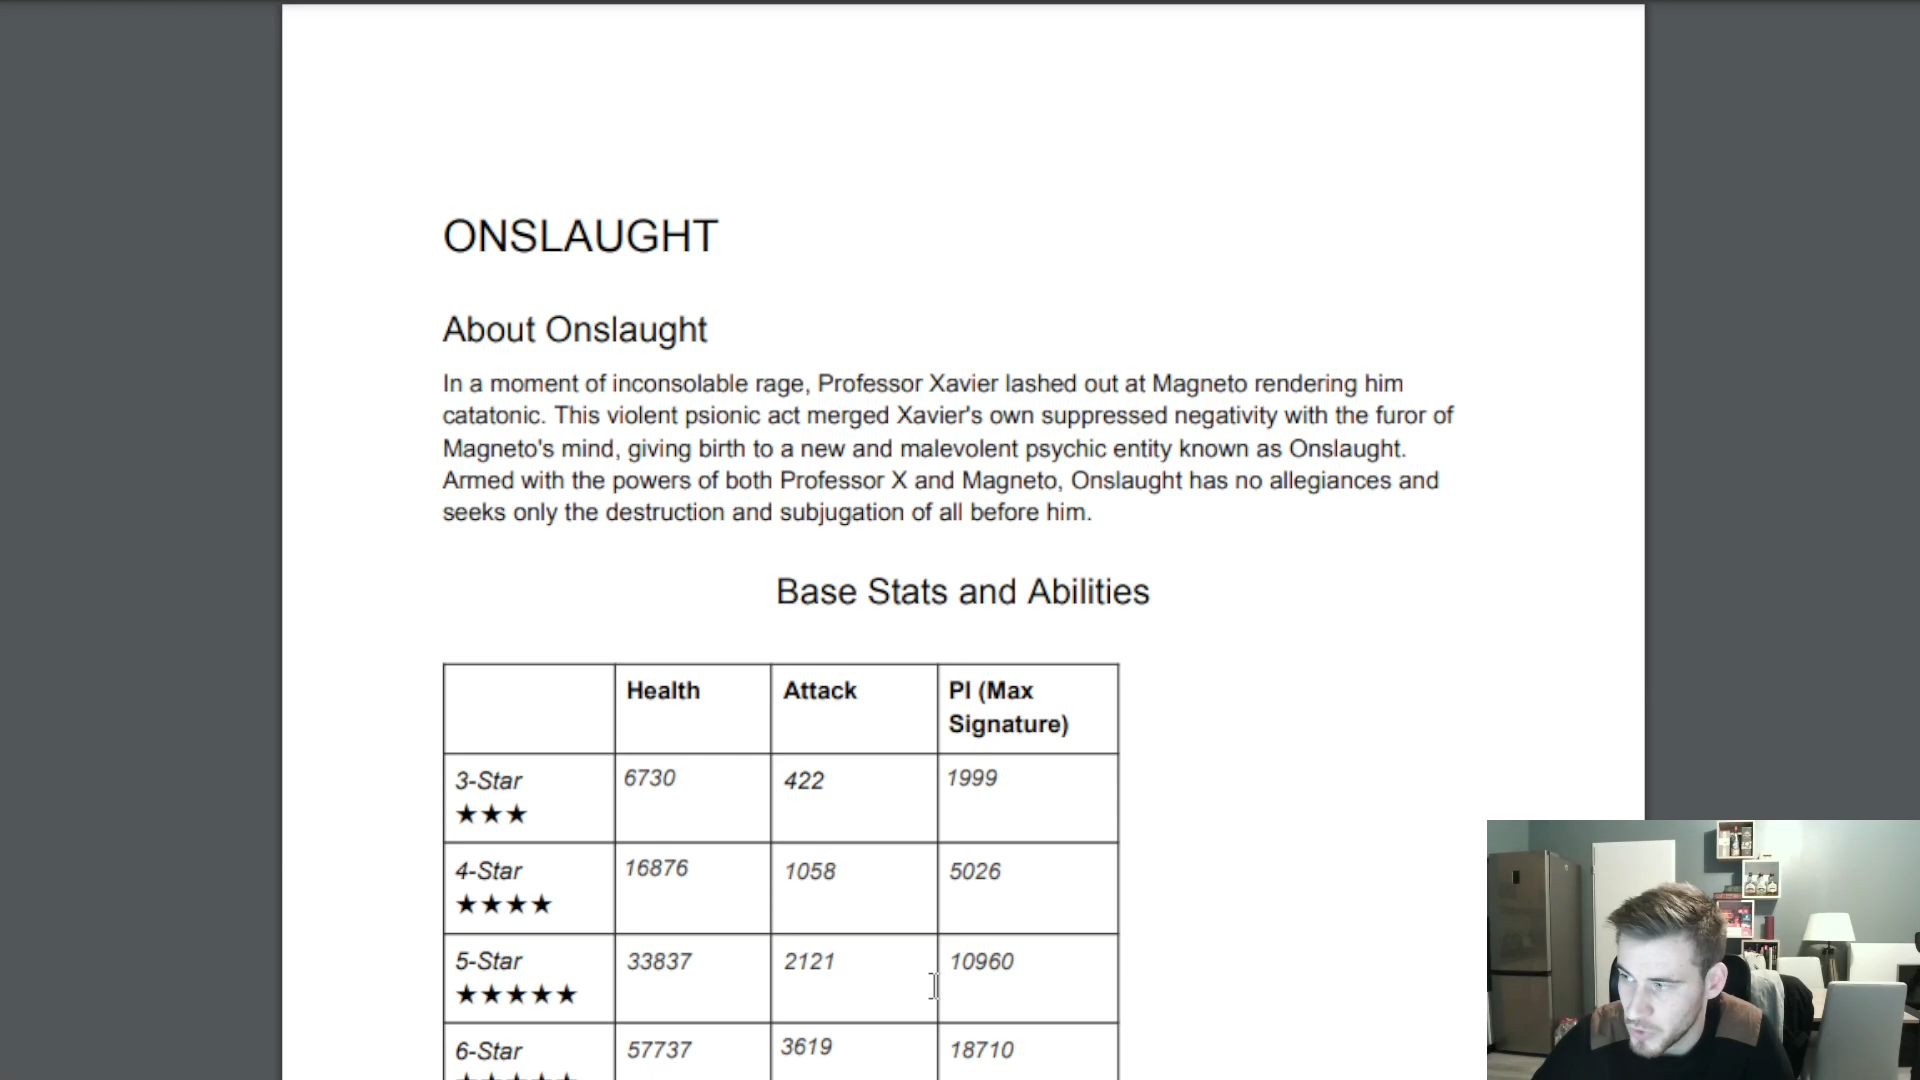 ONSLAUGHT
About Onslaught
In a moment of inconsolable rage, Professor Xavier lashed out at Magneto rendering him
catatonic. This violent psionic act merged Xavier's own suppressed negativity with the furor of
Magneto's mind, giving birth to a new and malevolent psychic entity known as Onslaught.
Armed with the powers of both Professor X and Magneto, Onslaught has no allegiances and
seeks only the destruction and subjugation of all before him.
Base Stats and Abilities
Health Attack PI (Max
Signature)
3-Star 6730 422 1999
★★★
4-Star 16876 1058 5026
★★★★
5-Star 33837 2121 10960
★★★★★
6-Star 57737 3619 18710